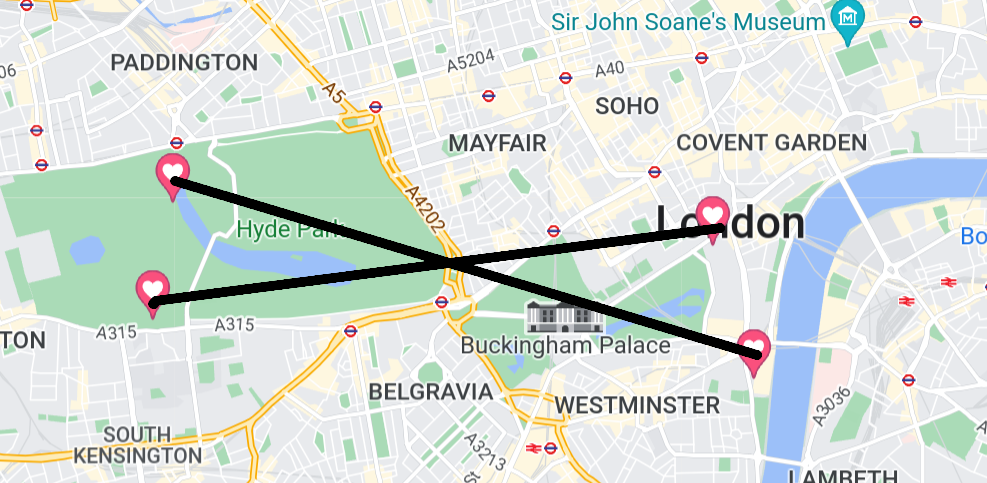 Sir John Soane's Museum
PADDINGTON
A5204
A40
06
A5
SOHO
MAYFAIR
COVENT GARDEN
A4202
London
Hyde Park
Bo
A315
A315
TON
Buckingham Palace
BELGRAVIA
WESTMINSTER
A3036
SOUTH
KENSINGTON
A3213
st
A
LAMBETH